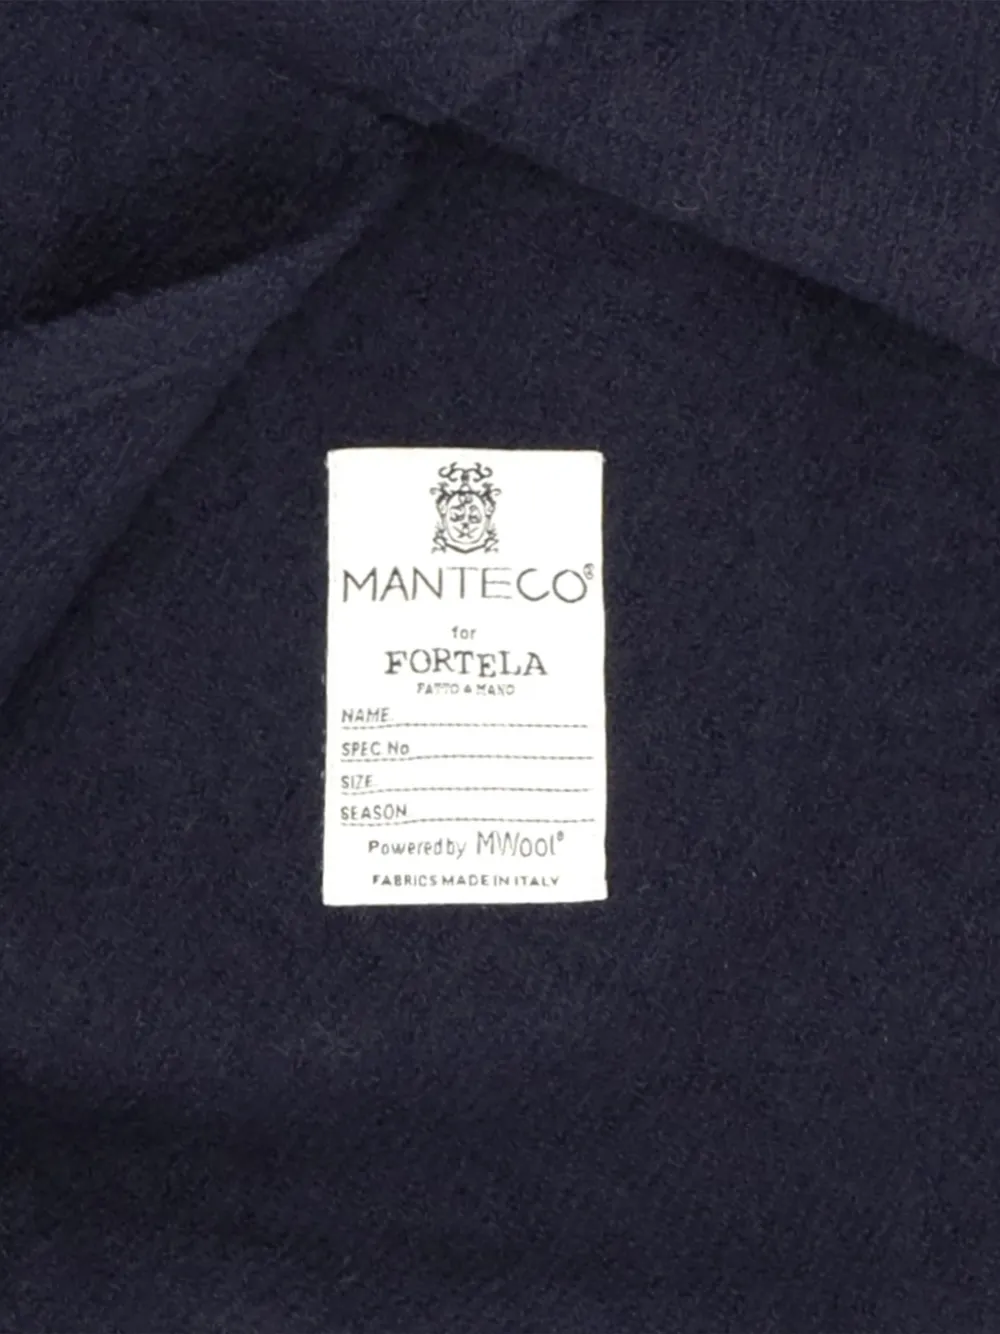 MANTECO®
for
FORTELA
FATTO A MANO
NAME
SPEC No
SIZE
SEASON
Powered by MWool®
FABRICS MADE IN ITALY